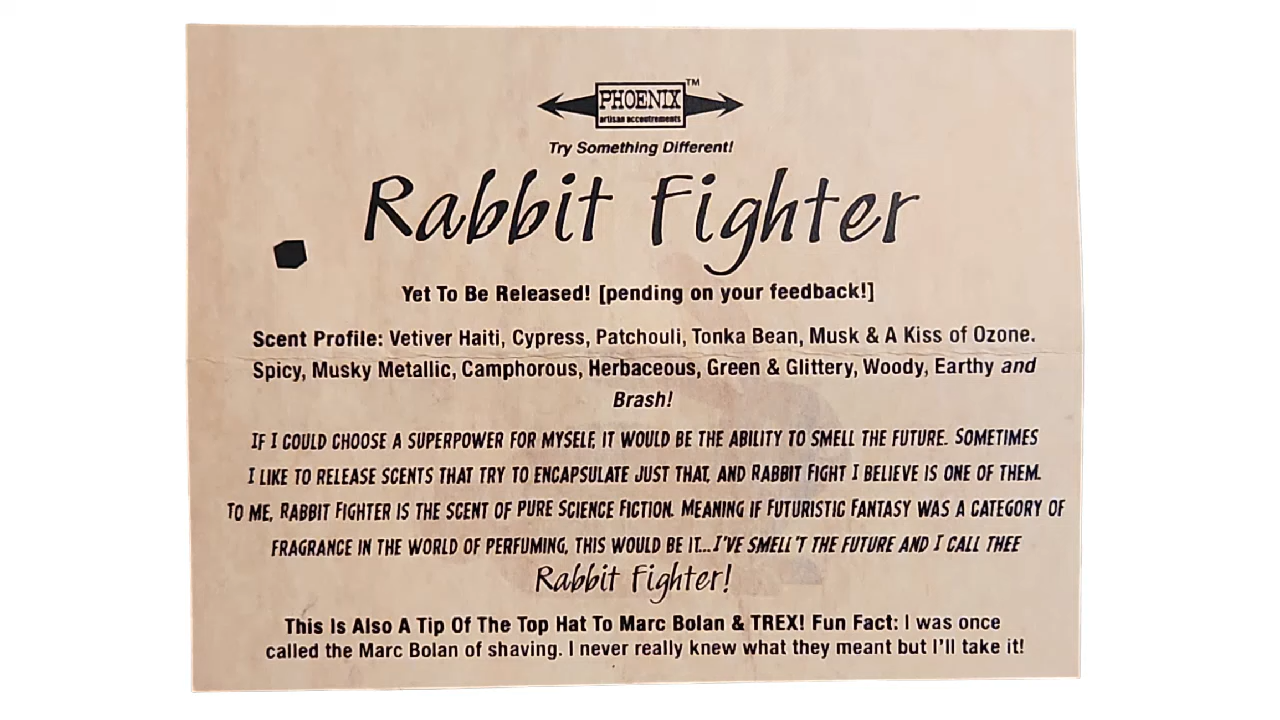 PHOENIX™
artisan accoutrements
Try Something Different!
Rabbit Fighter
Yet To Be Released! [pending on your feedback!]
Scent Profile: Vetiver Haiti, Cypress, Patchouli, Tonka Bean, Musk & A Kiss of Ozone.
Spicy, Musky Metallic, Camphorous, Herbaceous, Green & Glittery, Woody, Earthy and
Brash!
IF I COULD CHOOSE A SUPERPOWER FOR MYSELF, IT WOULD BE THE ABILITY TO SMELL THE FUTURE. SOMETIMES
I LIKE TO RELEASE SCENTS THAT TRY TO ENCAPSULATE JUST THAT, AND RABBIT FIGHT I BELIEVE IS ONE OF THEM.
TO ME, RABBIT FIGHTER IS THE SCENT OF PURE SCIENCE FICTION. MEANING IF FUTURISTIC FANTASY WAS A CATEGORY OF
FRAGRANCE IN THE WORLD OF PERFUMING, THIS WOULD BE IT...I'VE SMELL'T THE FUTURE AND I CALL THEE
Rabbit Fighter!
This Is Also A Tip Of The Top Hat To Marc Bolan & TREX! Fun Fact: I was once
called the Marc Bolan of shaving. I never really knew what they meant but I'll take it!